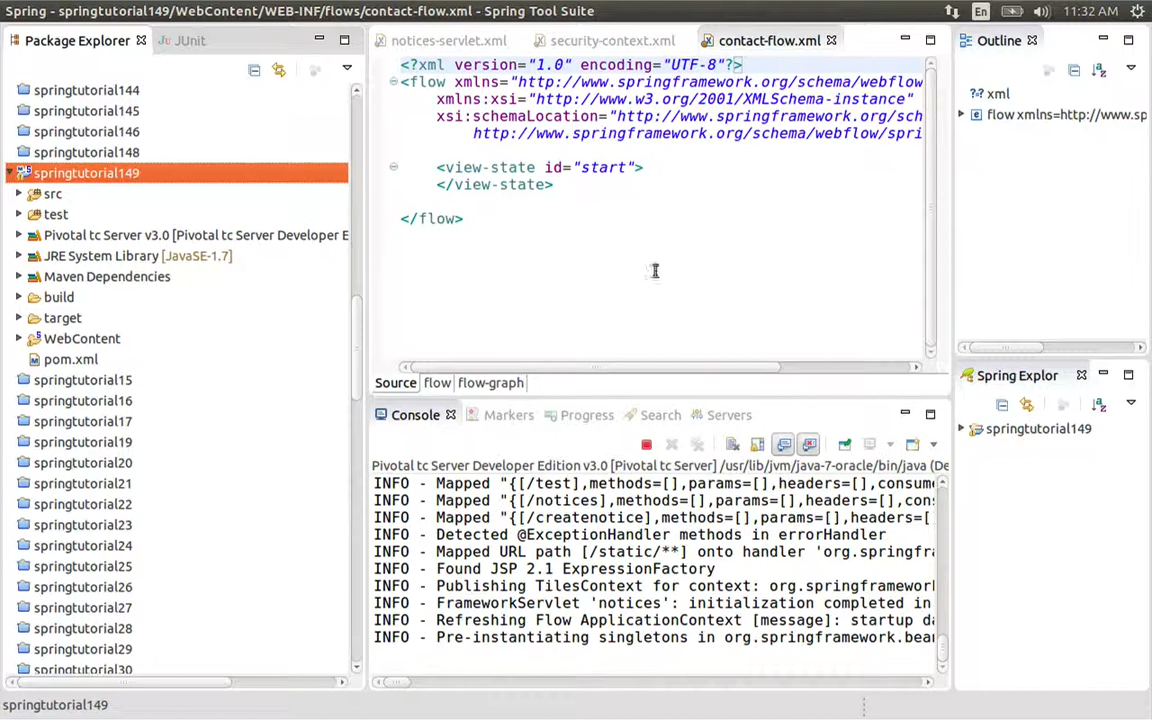 Spring - springtutorial149/WebContent/WEB-INF/flows/contact-flow.xml - Spring Tool Suite
En
11:32 AM
Package Explorer
JUnit
springtutorial144
springtutorial145
springtutorial146
springtutorial148
springtutorial149
src
test
Pivotal tc Server v3.0 [Pivotal tc Server Developer E
JRE System Library [JavaSE-1.7]
Maven Dependencies
build
target
WebContent
pom.xml
springtutorial15
springtutorial16
springtutorial17
springtutorial19
springtutorial20
springtutorial21
springtutorial22
springtutorial23
springtutorial24
springtutorial25
springtutorial26
springtutorial27
springtutorial28
springtutorial29
springtutorial30
notices-servlet.xml
security-context.xml
contact-flow.xml
<?xml version="1.0" encoding="UTF-8"?>
<flow xmlns="http://www.springframework.org/schema/webflow
xmlns:xsi="http://www.w3.org/2001/XMLSchema-instance"
xsi:schemaLocation="http://www.springframework.org/sch
http://www.springframework.org/schema/webflow/spri
<view-state id="start">
</view-state>
</flow>
Source
flow
flow-graph
Console
Markers
Progress
Search
Servers
Pivotal tc Server Developer Edition v3.0 [Pivotal tc Server] /usr/lib/jvm/java-7-oracle/bin/java (De
INFO - Mapped "{[/test],methods=[],params=[],headers=[],consume
INFO - Mapped "{[/notices],methods=[],params=[],headers=[],cons
INFO - Mapped "{[/createnotice],methods=[],params=[],headers=[],
INFO - Detected @ExceptionHandler methods in errorHandler
INFO - Mapped URL path [/static/**] onto handler 'org.springfr
INFO - Found JSP 2.1 ExpressionFactory
INFO - Publishing TilesContext for context: org.springframework
INFO - FrameworkServlet 'notices': initialization completed in
INFO - Refreshing Flow ApplicationContext [message]: startup da
INFO - Pre-instantiating singletons in org.springframework.bea
Outline
xml
flow xmlns=http://www.sp
Spring Explor
springtutorial149
springtutorial149